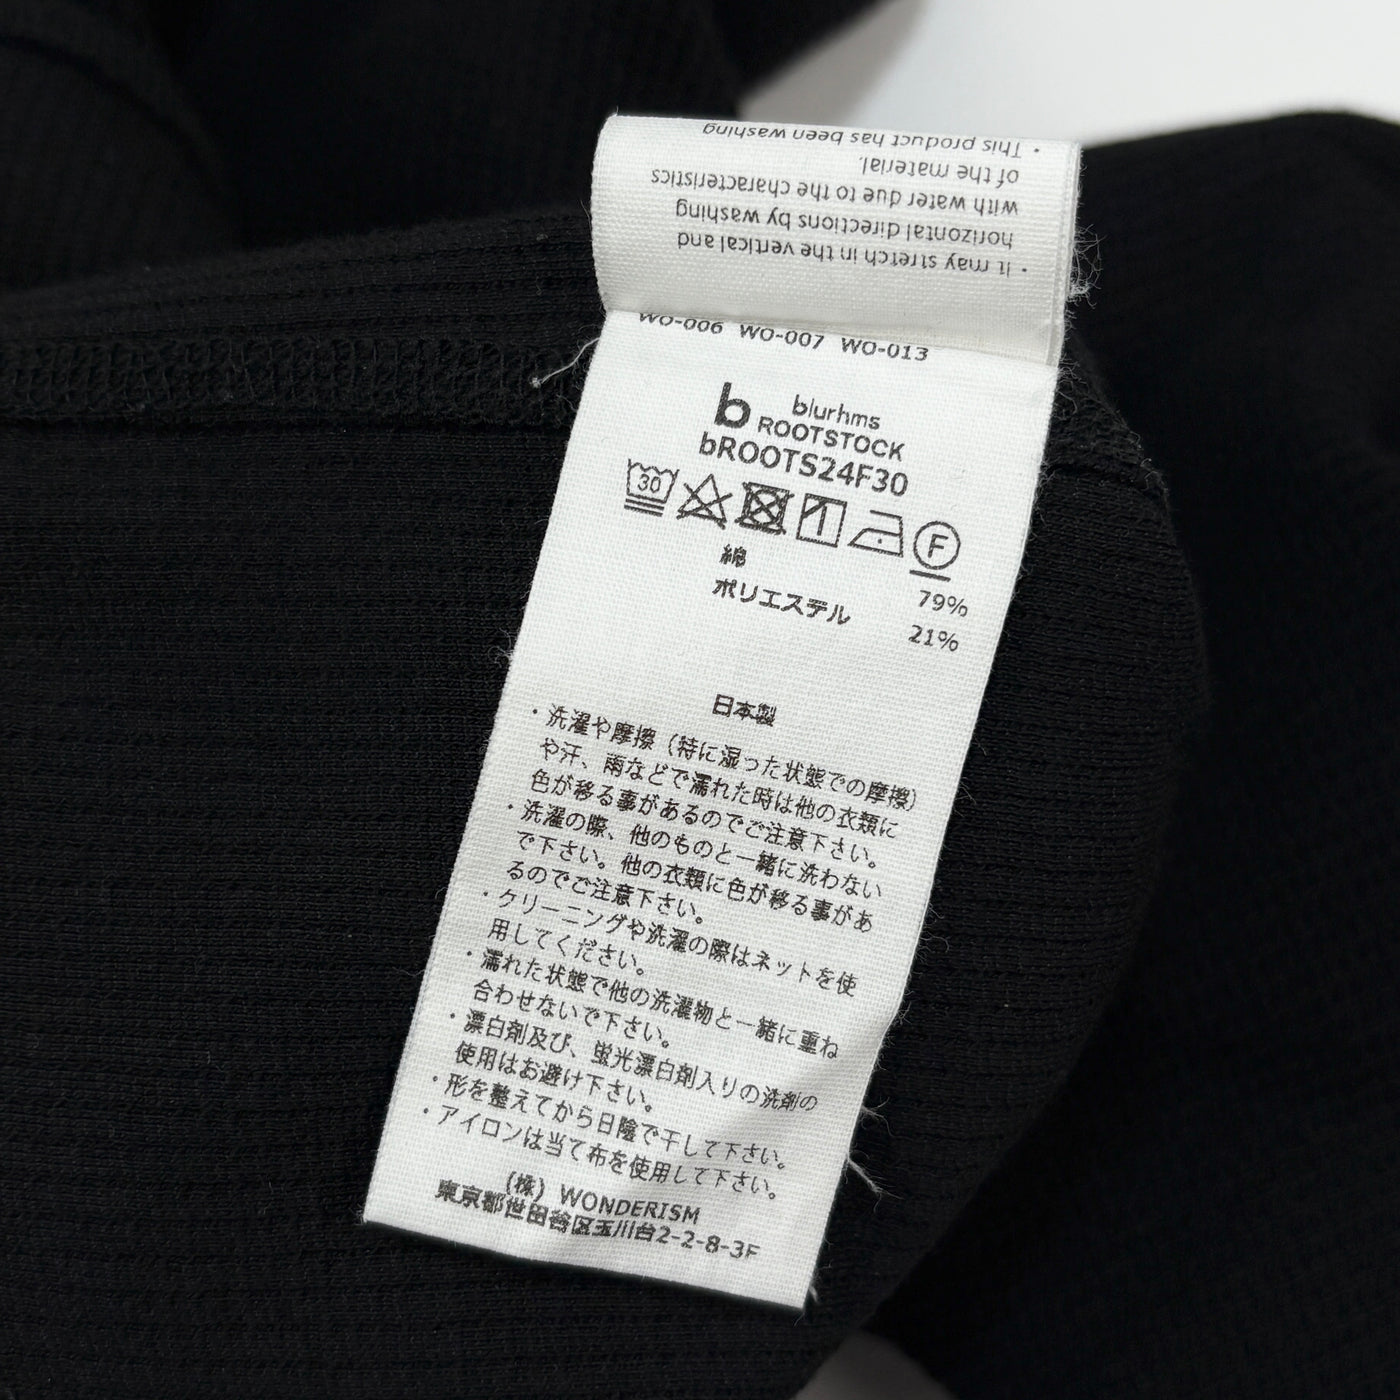 ・It may stretch in the vertical and
horizontal directions by washing
with water due to the characteristics
of the material.
・This product has been washing
WO-006 WO-007 WO-013
b blurhms
ROOTSTOCK
bROOTS24F30
30
F
綿 79%
ポリエステル 21%
日本製
・洗濯や摩擦（特に湿った状態での摩擦）
や汗、雨などで濡れた時は他の衣類に
色が移る事があるのでご注意下さい。
・洗濯の際、他のものと一緒に洗わない
で下さい。他の衣類に色が移る事があ
るのでご注意下さい。
・クリーニングや洗濯の際はネットを使
用してください。
・濡れた状態で他の洗濯物と一緒に重ね
合わせないで下さい。
・漂白剤及び、蛍光漂白剤入りの洗剤の
使用はお避け下さい。
・形を整えてから日陰で干して下さい。
・アイロンは当て布を使用して下さい。
(株) WONDERISM
東京都世田谷区玉川台2-2-8-3F